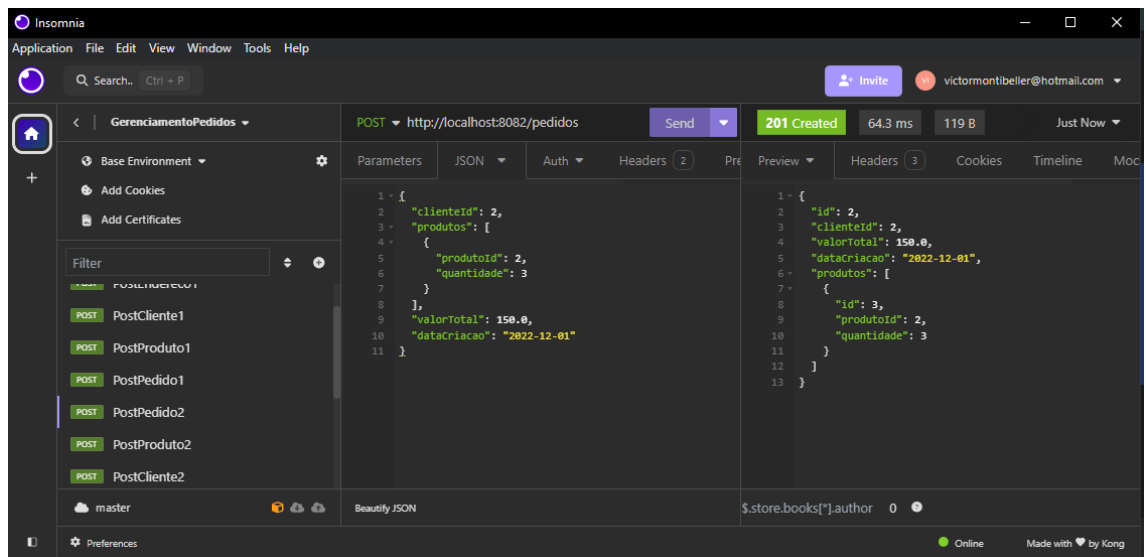 Insomnia
Application File Edit View Window Tools Help
Search.. Ctrl + P
Invite
VI
victormontibeller@hotmail.com
GerenciamentoPedidos
POST http://localhost:8082/pedidos
Send
201 Created
64.3 ms
119 B
Just Now
Base Environment
Add Cookies
Add Certificates
Filter
PostEndereco1
POST PostCliente1
POST PostProduto1
POST PostPedido1
POST PostPedido2
POST PostProduto2
POST PostCliente2
master
Preferences
Parameters JSON Auth Headers 2 Pre
1 {
2 "clienteId": 2,
3 "produtos": [
4 {
5 "produtoId": 2,
6 "quantidade": 3
7 }
8 ],
9 "valorTotal": 150.0,
10 "dataCriacao": "2022-12-01"
11 }
Beautify JSON
Preview Headers 3 Cookies Timeline Moc
1 {
2 "id": 2,
3 "clienteId": 2,
4 "valorTotal": 150.0,
5 "dataCriacao": "2022-12-01",
6 "produtos": [
7 {
8 "id": 3,
9 "produtoId": 2,
10 "quantidade": 3
11 }
12 ]
13 }
$.store.books[*].author 0
Online
Made with ♥ by Kong